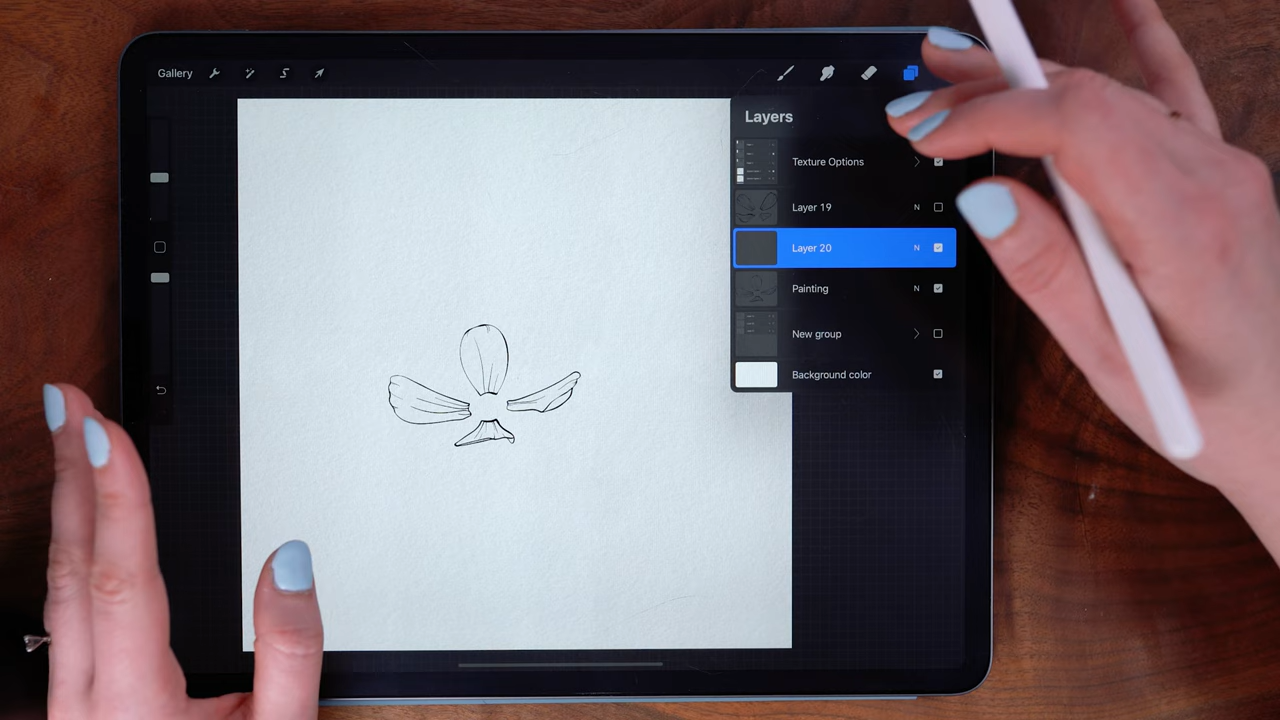 Gallery
Layers
Texture Options
Layer 19 N
Layer 20 N
Painting N
New group
Background color